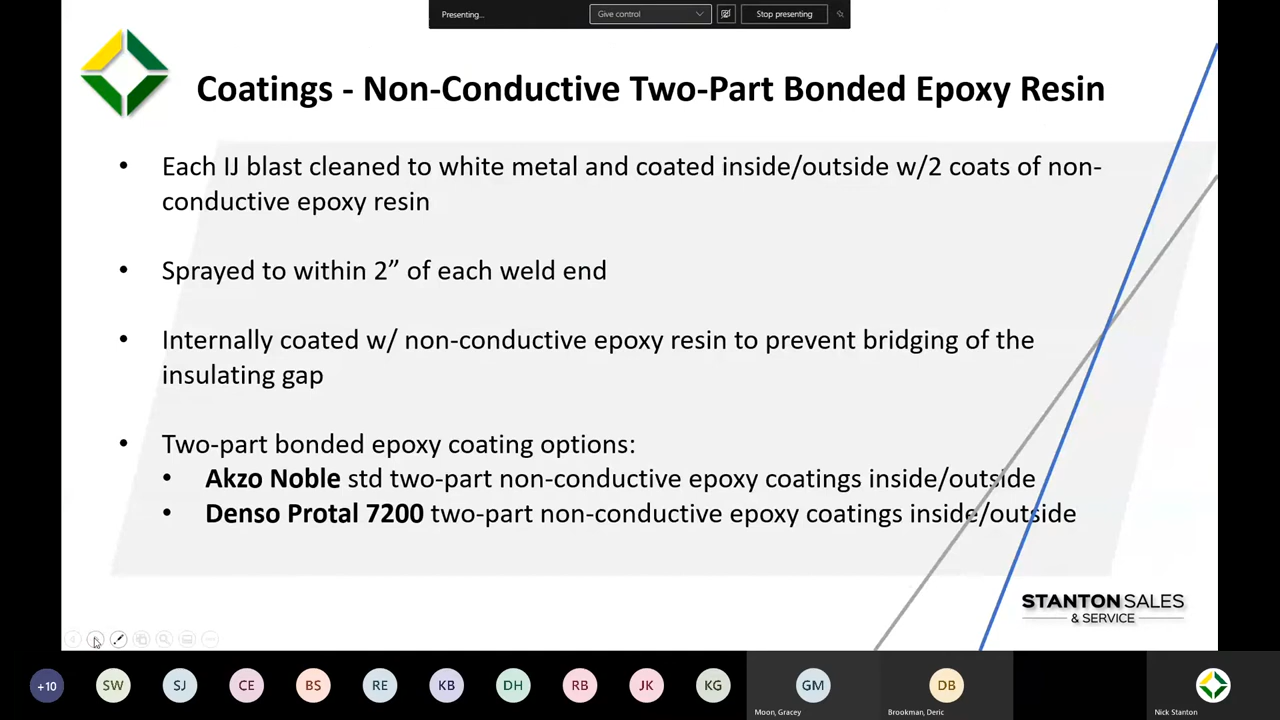 Presenting...
Give control
Stop presenting
Coatings - Non-Conductive Two-Part Bonded Epoxy Resin
• Each IJ blast cleaned to white metal and coated inside/outside w/2 coats of non-
conductive epoxy resin
• Sprayed to within 2” of each weld end
• Internally coated w/ non-conductive epoxy resin to prevent bridging of the
insulating gap
• Two-part bonded epoxy coating options:
• Akzo Noble std two-part non-conductive epoxy coatings inside/outside
• Denso Protal 7200 two-part non-conductive epoxy coatings inside/outside
STANTON SALES
& SERVICE
+10
SW
SJ
CE
BS
RE
KB
DH
RB
JK
KG
GM
DB
Moon, Gracey
Brookman, Deric
Nick Stanton